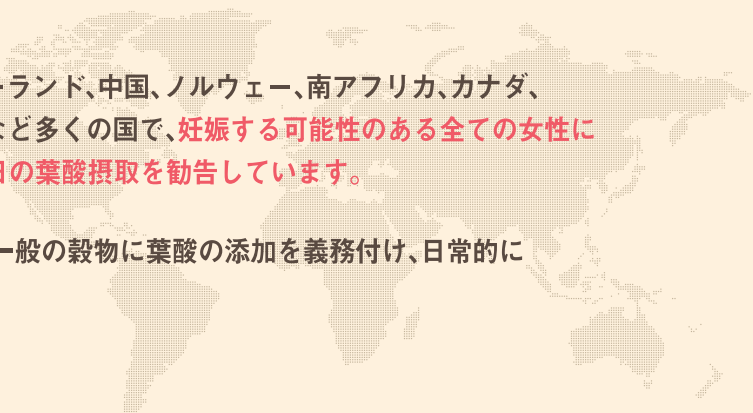 ーランド、中国、ノルウェー、南アフリカ、カナダ、
など多くの国で、妊娠する可能性のある全ての女性に
日の葉酸摂取を勧告しています。
一般の穀物に葉酸の添加を義務付け、日常的に